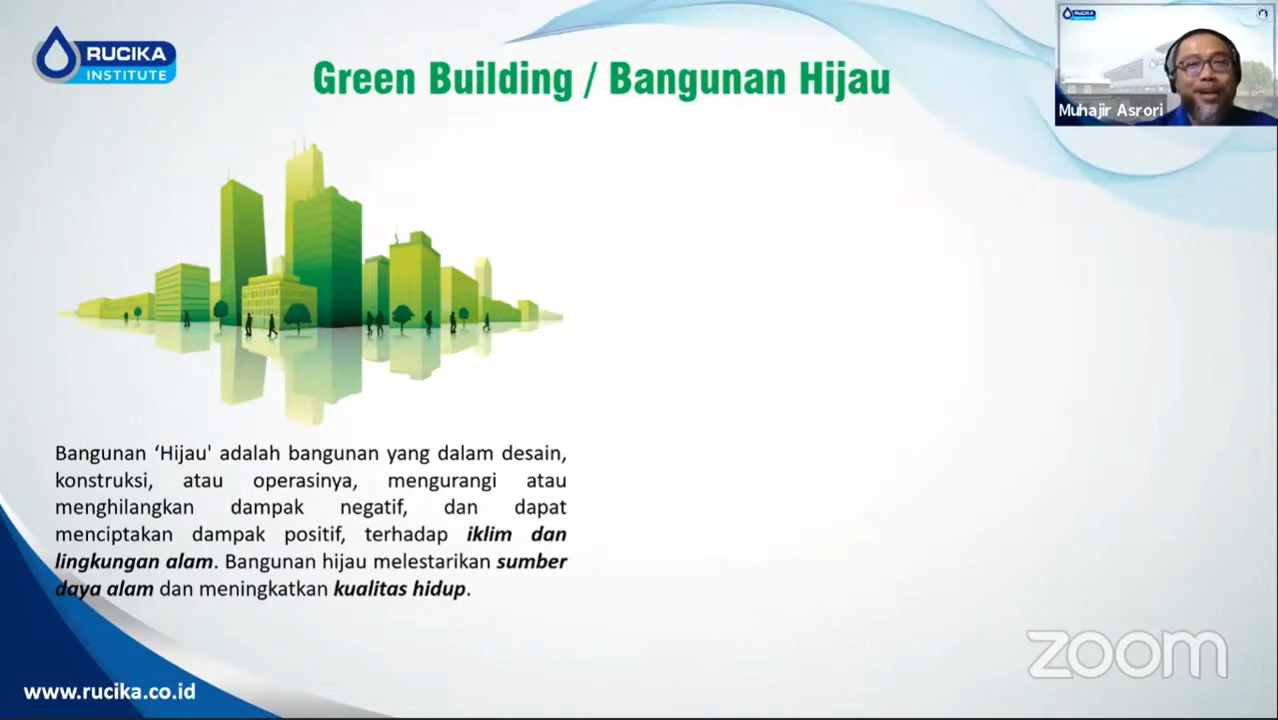 RUCIKA
INSTITUTE
Green Building / Bangunan Hijau
RUCIKA
Muhajir Asrori
Bangunan ‘Hijau' adalah bangunan yang dalam desain,
konstruksi, atau operasinya, mengurangi atau
menghilangkan dampak negatif, dan dapat
menciptakan dampak positif, terhadap iklim dan
lingkungan alam. Bangunan hijau melestarikan sumber
daya alam dan meningkatkan kualitas hidup.
zoom
www.rucika.co.id